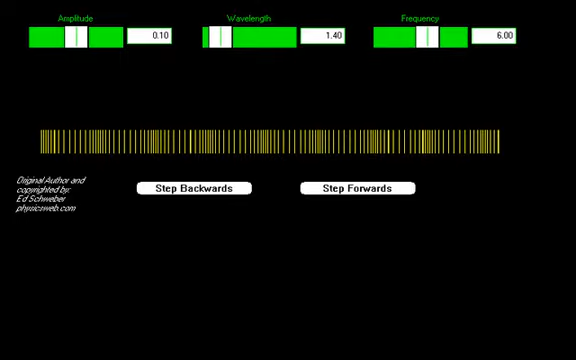 Amplitude Wavelength Frequency
0.10 1.40 6.00
Original Author and
copyrighted by:
Ed Schweber
physicsweb.com
Step Backwards Step Forwards